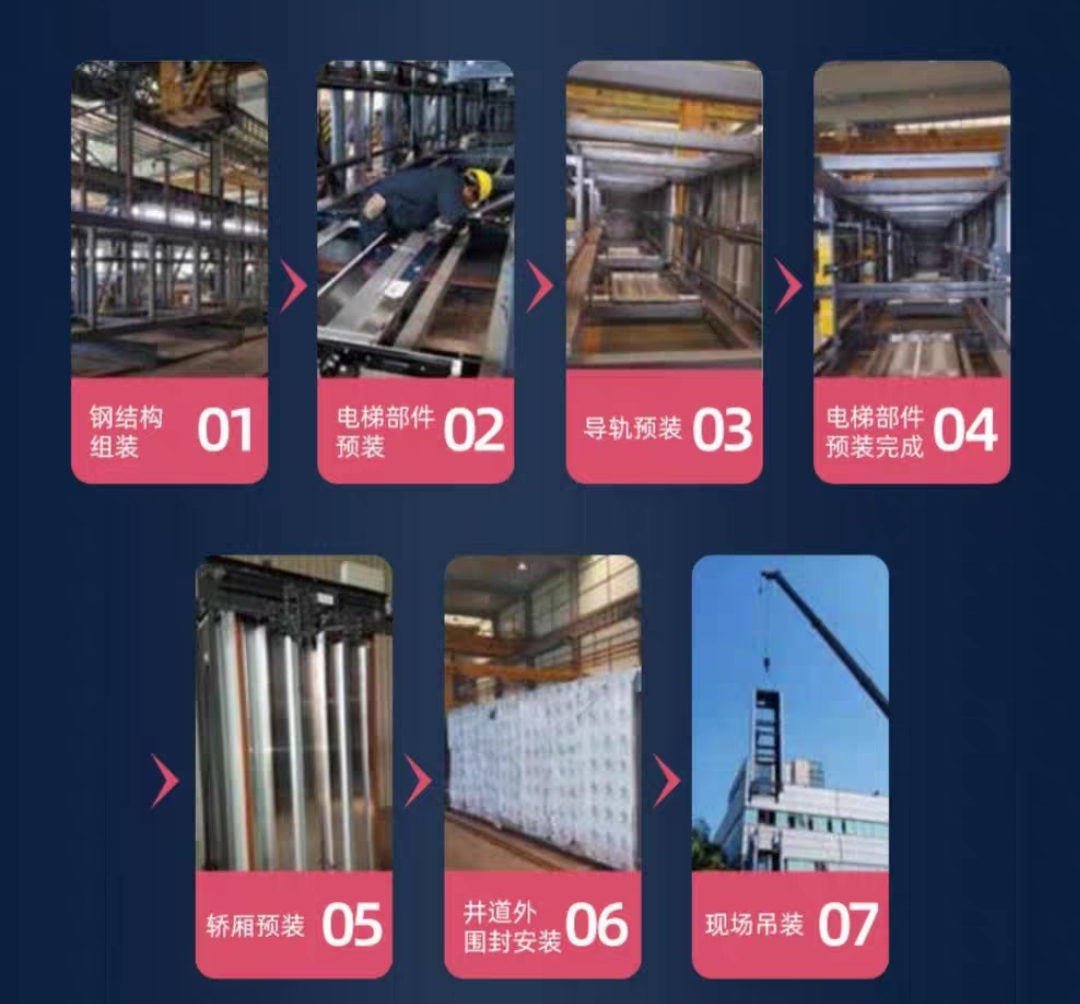 钢结构
组装
01
电梯部件
预装
02
导轨预装
03
电梯部件
预装完成
04
轿厢预装
05
井道外
围封安装
06
现场吊装
07